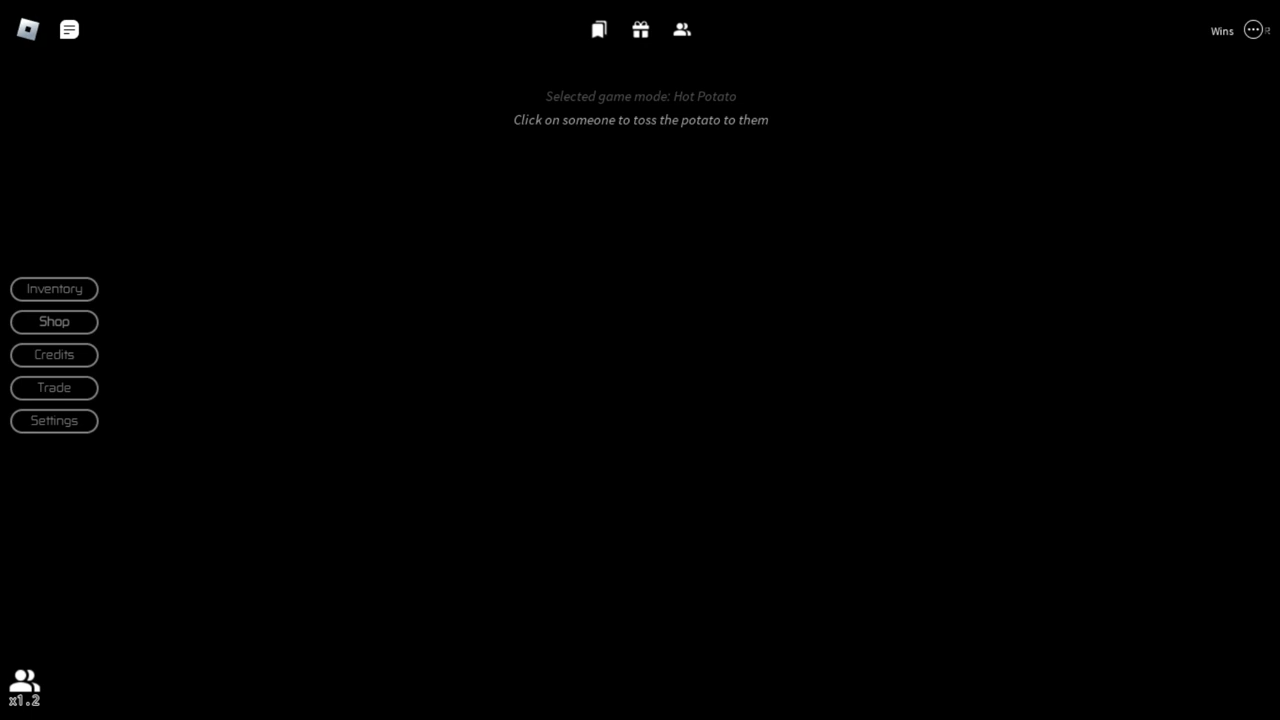 Wins
Selected game mode: Hot Potato
Click on someone to toss the potato to them
Inventory
Shop
Credits
Trade
Settings
x1.2